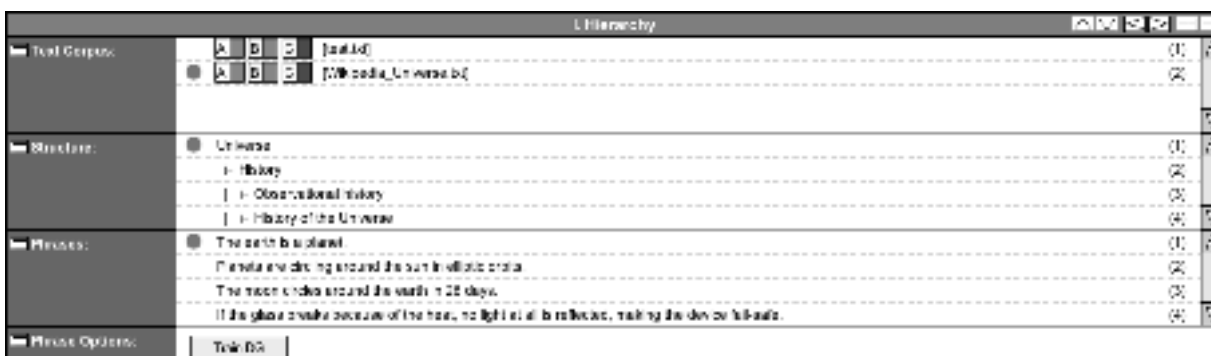 Hierarchy
Text Corpus:
A B [test.txt] (1)
A B [Wikipedia_Universe.txt] (2)
Structure:
Universe (1)
History (2)
Observational history (3)
History of the Universe (4)
Phrases:
The earth is a planet. (1)
Planets are circling around the sun in elliptic orbits (2)
The moon circles around the earth in 28 days. (3)
If the glass breaks because of the heat, no light at all is reflected, making the device fail-safe. (4)
Phrase Options:
Train DG